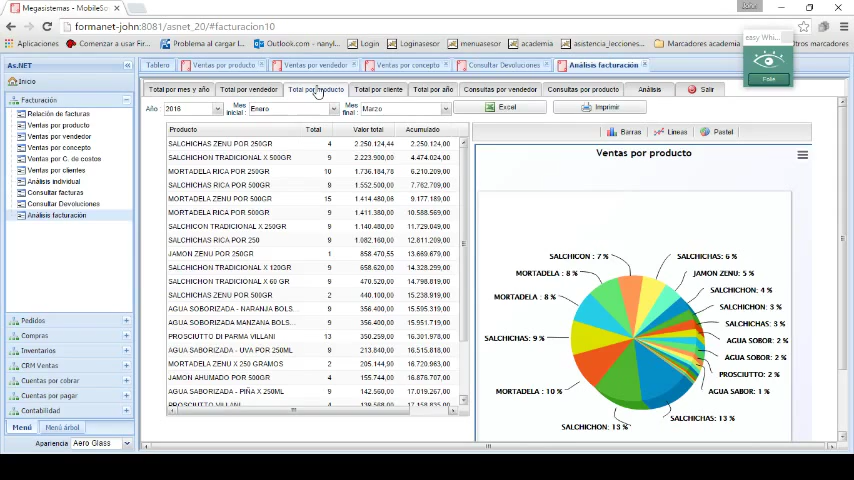 Megasistemas - MobileSo
formanet-john:8081/asnet_20/#facturacion10
Aplicaciones
Comenzar a usar Fir
Problema al cargar l
Outlook.com - nanyl
Login
Loginasesor
menuasesor
academia
asistencia_lecciones
Marcadores academia
Otros marcadores
easy Whi
As.NET
Tablero
Ventas por producto
Ventas por vendedor
Ventas por concepto
Consultar Devoluciones
Análisis facturación
Inicio
Facturación
Relación de facturas
Ventas por producto
Ventas por vendedor
Ventas por concepto
Ventas por C. de costos
Ventas por clientes
Análisis individual
Consultar facturas
Consultar Devoluciones
Análisis facturación
Pedidos
Compras
Inventarios
CRM Ventas
Cuentas por cobrar
Cuentas por pagar
Contabilidad
Menú
Menú árbol
Apariencia Aero Glass
Total por mes y año
Total por vendedor
Total por producto
Total por cliente
Total por año
Consultas por vendedor
Consultas por producto
Análisis
Salir
Año : 2016
Mes inicial : Enero
Mes final : Marzo
Excel
Imprimir
Producto Total Valor total Acumulado
SALCHICHAS ZENU POR 250GR 4 2.250.124,44 2.250.124,00
SALCHICHON TRADICIONAL X 500GR 9 2.223.900,00 4.474.024,00
MORTADELA RICA POR 250GR 10 1.736.184,78 6.210.209,00
SALCHICHAS RICA POR 500GR 9 1.552.500,00 7.762.709,00
MORTADELA ZENU POR 500GR 15 1.414.480,06 9.177.189,00
MORTADELA RICA POR 500GR 9 1.411.380,00 10.588.569,00
SALCHICON TRADICIONAL X 250GR 9 1.140.480,00 11.729.049,00
SALCHICHAS RICA POR 250 9 1.082.160,00 12.811.209,00
JAMON ZENU POR 250GR 1 858.470,55 13.669.679,00
SALCHICHON TRADICIONAL X 120GR 9 658.620,00 14.328.299,00
SALCHICHON TRADICIONAL X 60 GR 9 470.520,00 14.798.819,00
SALCHICHAS ZENU POR 500GR 2 440.100,00 15.238.919,00
AGUA SABORIZADA - NARANJA BOLS... 9 356.400,00 15.595.319,00
AGUA SABORIZADA MANZANA BOLS... 9 356.400,00 15.951.719,00
PROSCIUTTO DI PARMA VILLANI 13 350.259,00 16.301.978,00
AGUA SABORIZADA - UVA POR 250ML 9 213.840,00 16.515.818,00
MORTADELA ZENU X 250 GRAMOS 2 205.144,90 16.720.963,00
JAMON AHUMADO POR 500GR 4 155.744,00 16.876.707,00
AGUA SABORIZADA - PIÑA X 250ML 9 142.560,00 17.019.267,00
PROSCIUTTO VILLANI 9 139.568,00 17.158.835,00
Barras
Lineas
Pastel
Ventas por producto
SALCHICON : 7 %
SALCHICHAS: 6 %
MORTADELA : 8 %
JAMON ZENU: 5 %
SALCHICHON: 4 %
MORTADELA : 8 %
SALCHICHON: 3 %
SALCHICHAS: 3 %
SALCHICHAS: 9 %
AGUA SOBOR: 2 %
AGUA SOBOR: 2 %
PROSCIUTTO: 2 %
MORTADELA : 10 %
AGUA SABOR: 1 %
SALCHICHAS: 13 %
SALCHICHON: 13 %